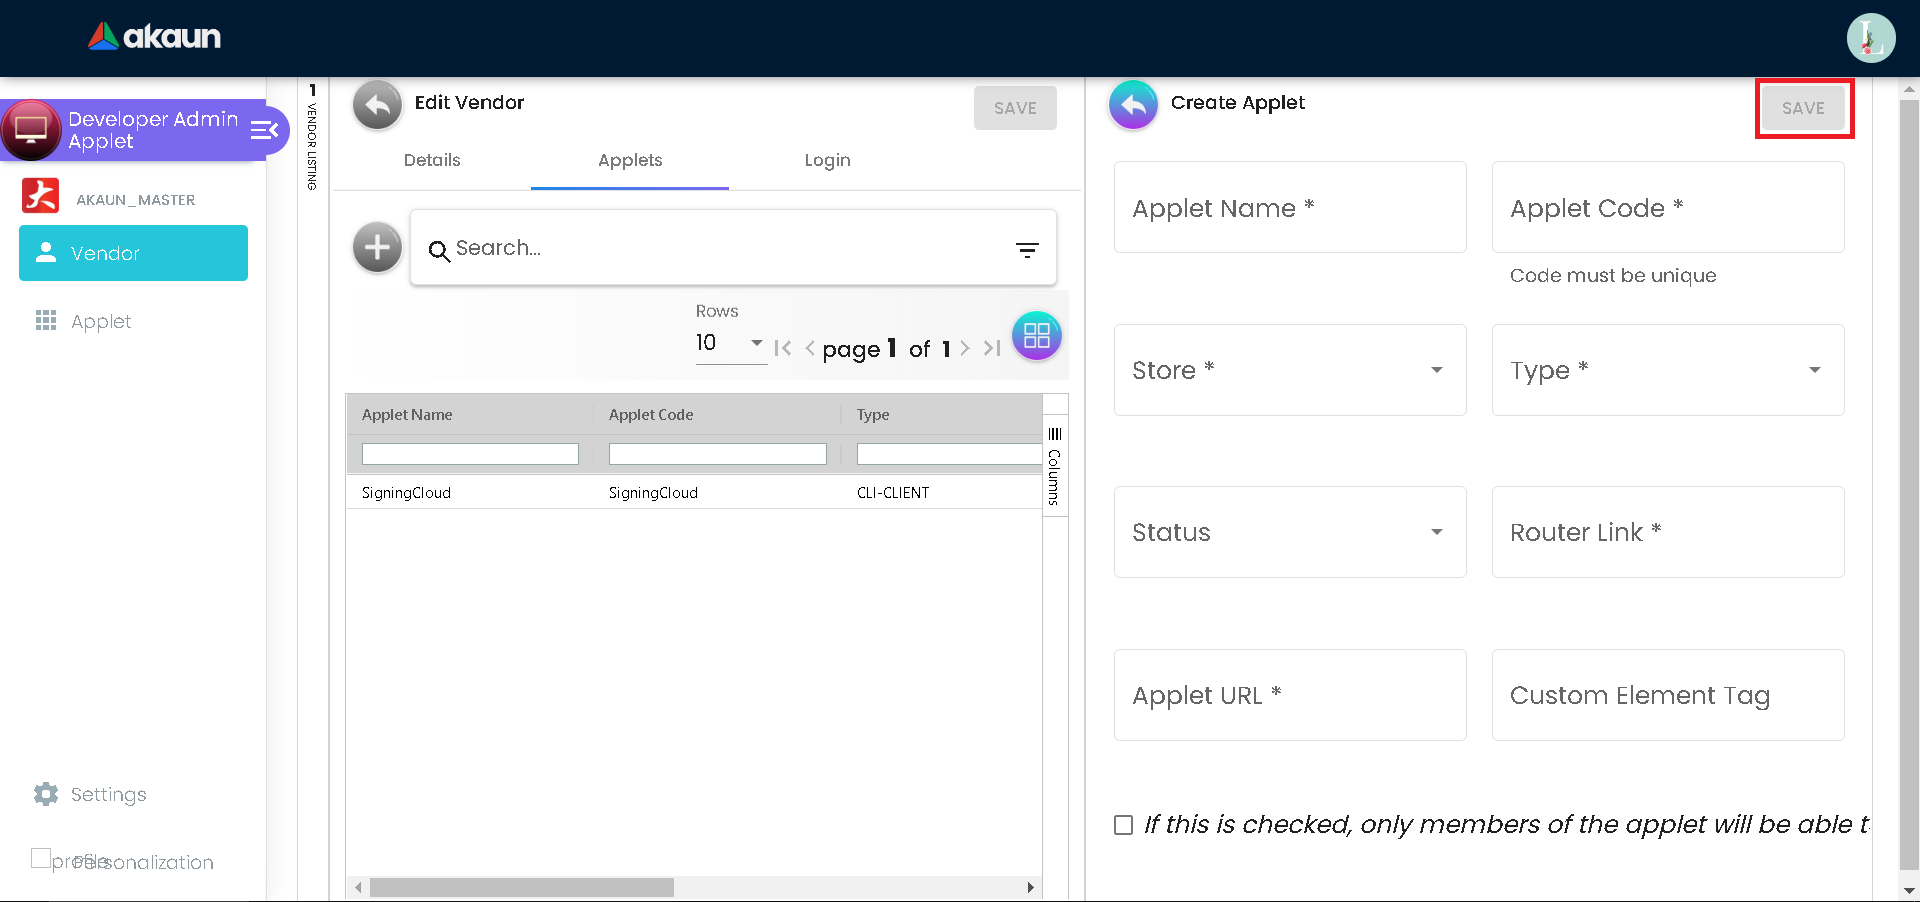 akaun
L
Developer Admin
Applet
AKAUN_MASTER
Vendor
Applet
Settings
profile
Personalization
1 VENDOR LISTING
Edit Vendor
SAVE
Details
Applets
Login
Search...
Rows
10
page 1 of 1
Applet Name
Applet Code
Type
SigningCloud
SigningCloud
CLI-CLIENT
Columns
Create Applet
SAVE
Applet Name *
Applet Code *
Code must be unique
Store *
Type *
Status
Router Link *
Applet URL *
Custom Element Tag
If this is checked, only members of the applet will be able t